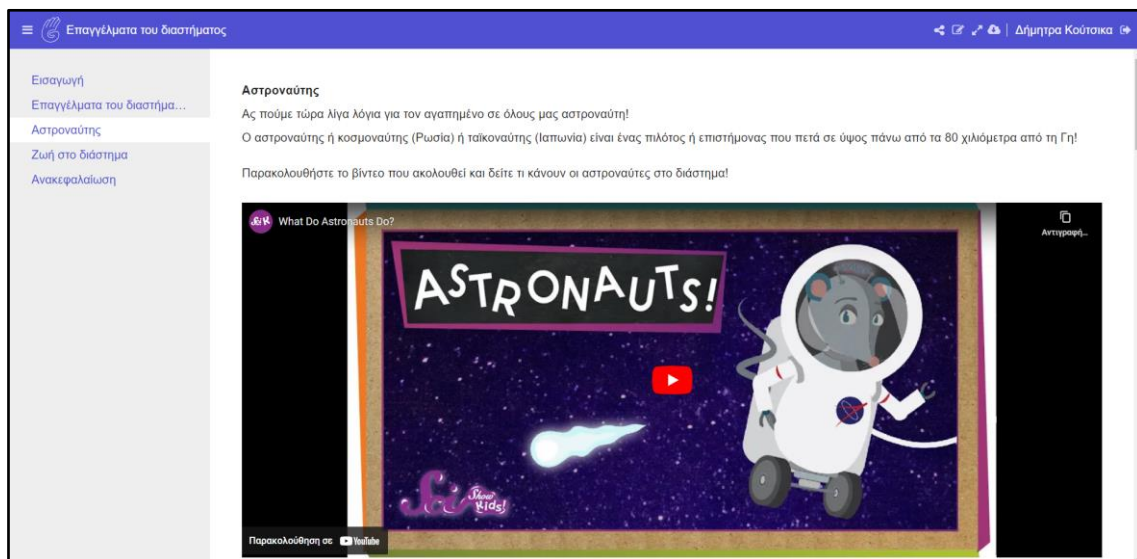 Επαγγέλματα του διαστήματος
Δήμητρα Κούτσικα
Εισαγωγή
Επαγγέλματα του διαστήμα...
Αστροναύτης
Ζωή στο διάστημα
Ανακεφαλαίωση
Αστροναύτης
Ας πούμε τώρα λίγα λόγια για τον αγαπημένο σε όλους μας αστροναύτη!
Ο αστροναύτης ή κοσμοναύτης (Ρωσία) ή ταϊκοναύτης (Ιαπωνία) είναι ένας πιλότος ή επιστήμονας που πετά σε ύψος πάνω από τα 80 χιλιόμετρα από τη Γη!
Παρακολουθήστε το βίντεο που ακολουθεί και δείτε τι κάνουν οι αστροναύτες στο διάστημα!
What Do Astronauts Do?
Αντιγραφή...
ASTRONAUTS!
Sci Show
Kids!
Παρακολούθηση σε YouTube